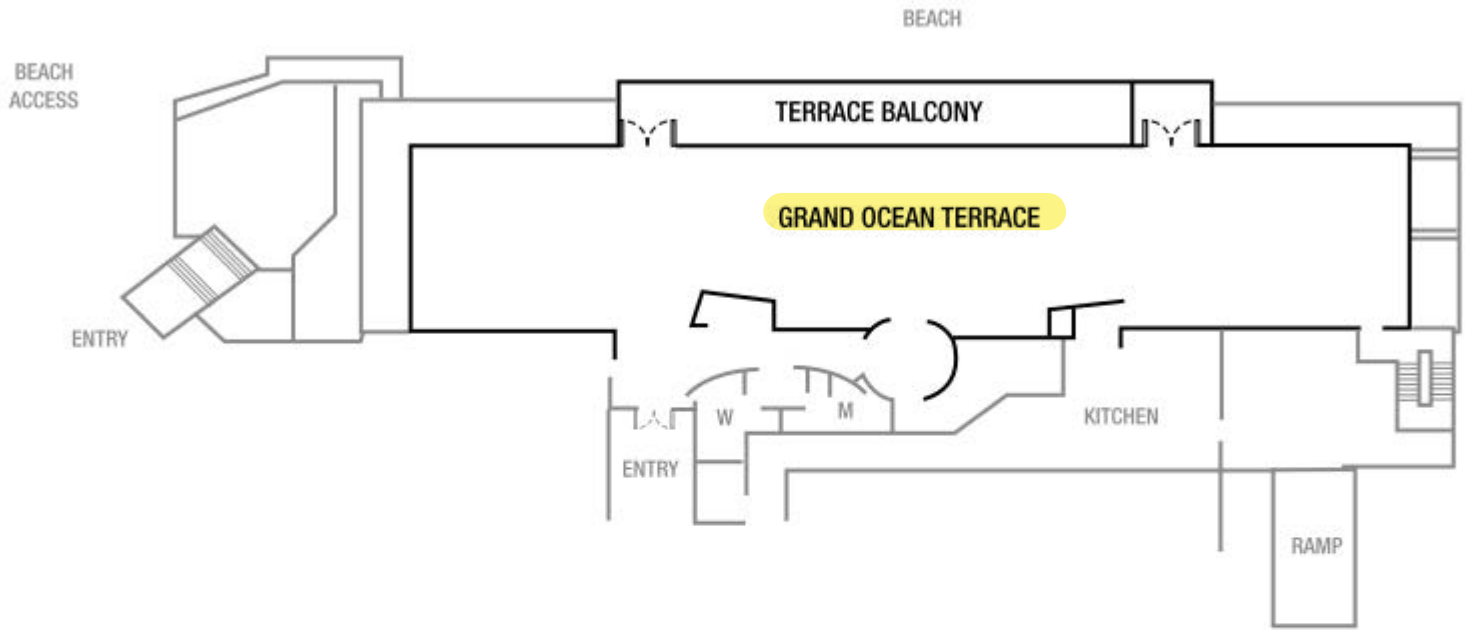 BEACH
BEACH
ACCESS
TERRACE BALCONY
GRAND OCEAN TERRACE
ENTRY
W
M
KITCHEN
ENTRY
RAMP